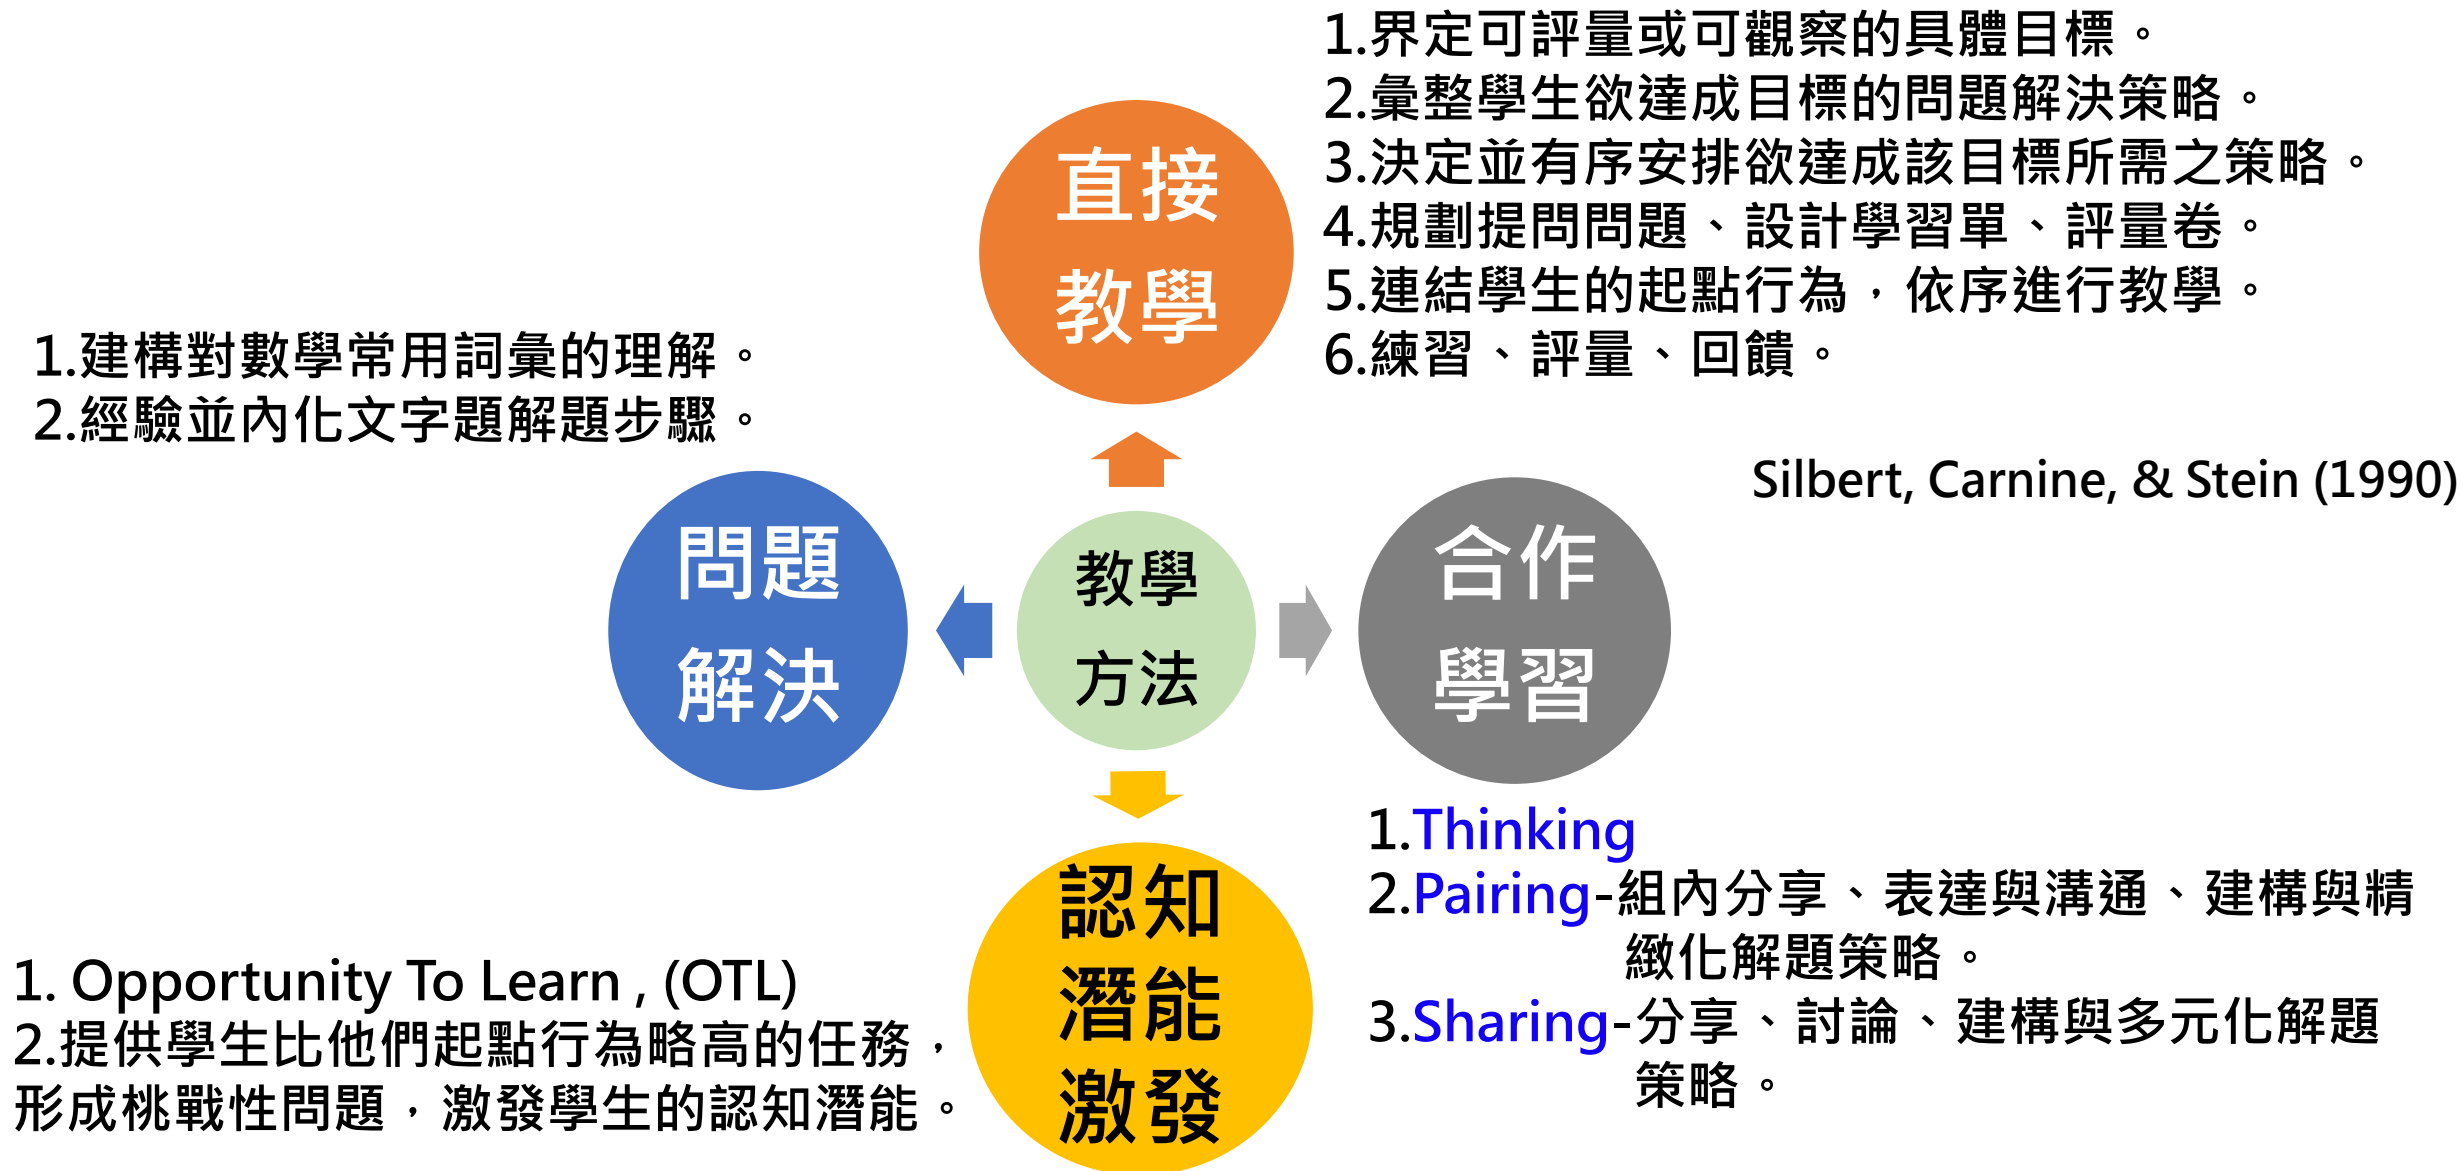 1.界定可評量或可觀察的具體目標。
2.彙整學生欲達成目標的問題解決策略。
3.決定並有序安排欲達成該目標所需之策略。
4.規劃提問問題、設計學習單、評量卷。
5.連結學生的起點行為，依序進行教學。
6.練習、評量、回饋。
Silbert, Carnine, & Stein (1990)
直接
教學
1.建構對數學常用詞彙的理解。
2.經驗並內化文字題解題步驟。
問題
解決
教學
方法
合作
學習
1.Thinking
2.Pairing-組內分享、表達與溝通、建構與精
緻化解題策略。
3.Sharing-分享、討論、建構與多元化解題
策略。
認知
潛能
激發
1. Opportunity To Learn , (OTL)
2.提供學生比他們起點行為略高的任務，
形成桃戰性問題，激發學生的認知潛能。